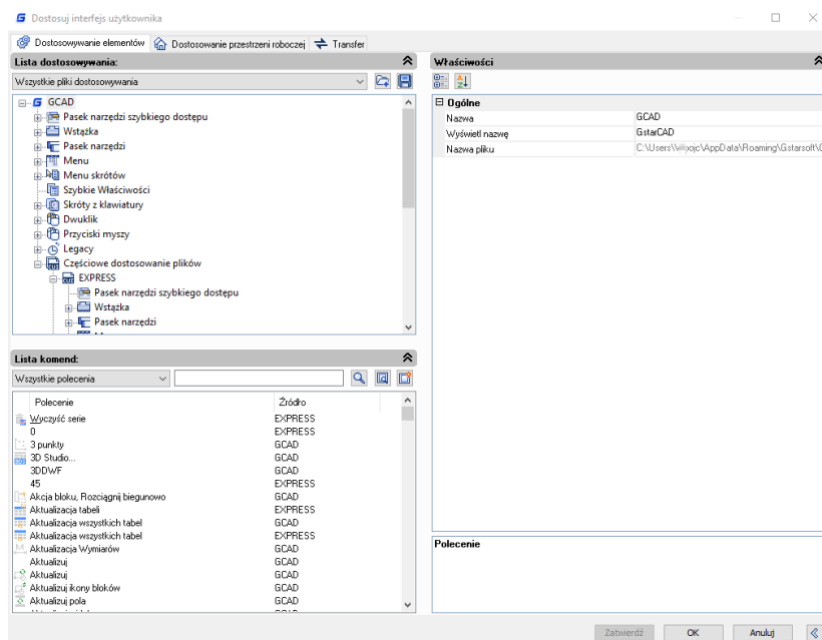 Dostosuj interfejs użytkownika
Dostosowywanie elementów Dostosowanie przestrzeni roboczej Transfer
Lista dostosowywania:
Wszystkie pliki dostosowywania
GCAD
Pasek narzędzi szybkiego dostępu
Wstążka
Pasek narzędzi
Menu
Menu skrótów
Szybkie Właściwości
Skróty z klawiatury
Dwuklik
Przyciski myszy
Legacy
Częściowe dostosowanie plików
EXPRESS
Pasek narzędzi szybkiego dostępu
Wstążka
Pasek narzędzi
Lista komend:
Wszystkie polecenia
Polecenie Źródło
Wyczyść serie EXPRESS
0 EXPRESS
3 punkty GCAD
3D Studio... GCAD
3DDWF GCAD
45 EXPRESS
Akcja bloku, Rozciągnij biegunowo GCAD
Aktualizacja tabeli EXPRESS
Aktualizacja wszystkich tabel GCAD
Aktualizacja wszystkich tabel EXPRESS
Aktualizacja Wymiarów GCAD
Aktualizuj GCAD
Aktualizuj GCAD
Aktualizuj ikony bloków GCAD
Aktualizuj pola GCAD
Właściwości
Ogólne
Nazwa GCAD
Wyświetl nazwę GstarCAD
Nazwa pliku
Polecenie
Zatwierdź OK Anuluj